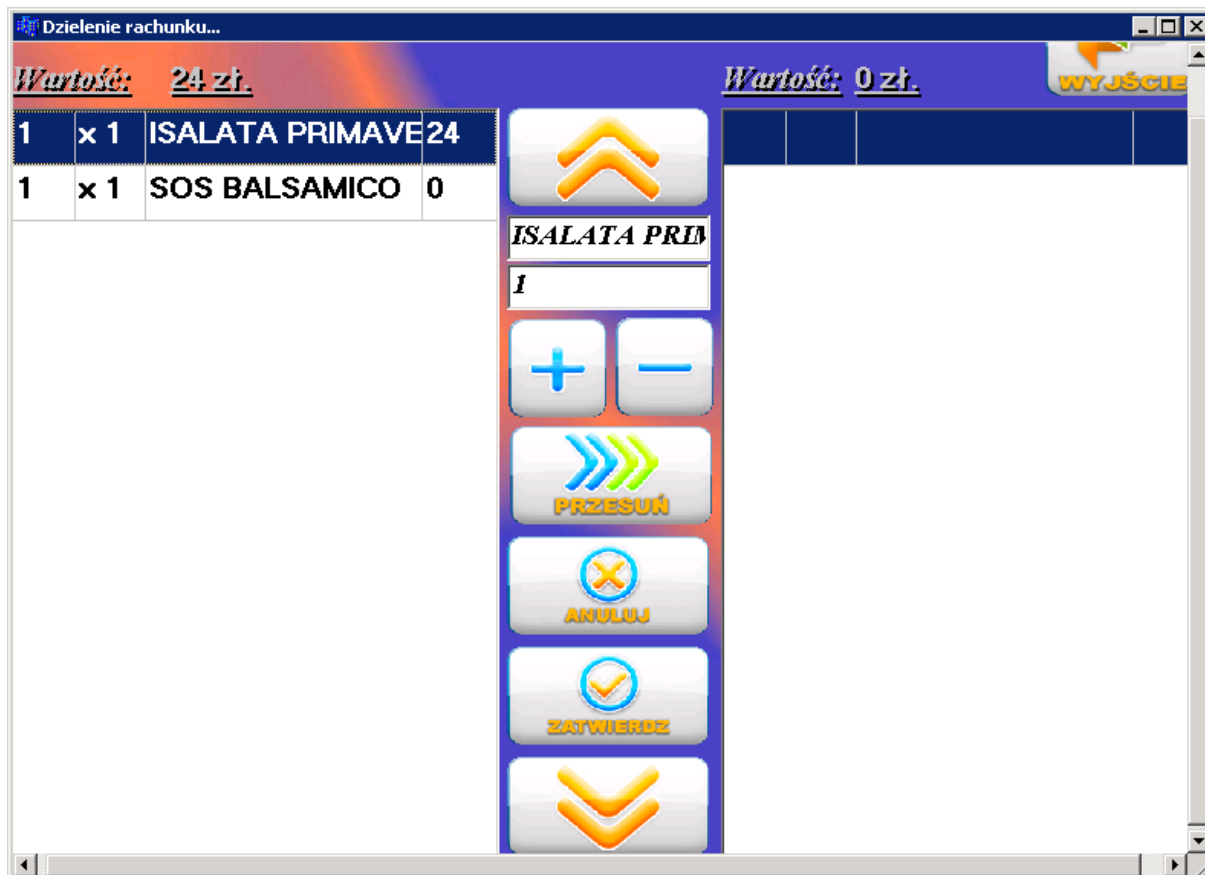 Dzielenie rachunku...
Wartość: 24 zł.
Wartość: 0 zł.
WYJŚCIE
1 x 1 ISALATA PRIMAVE 24
1 x 1 SOS BALSAMICO 0
ISALATA PRIM
1
PRZESUŃ
ANULUJ
ZATWIERDZ